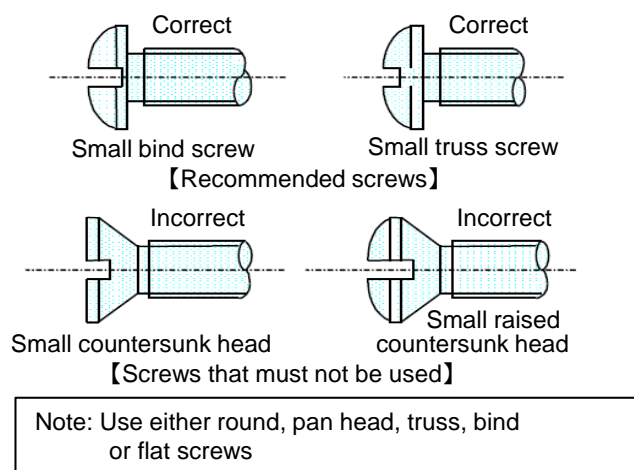 Correct
Correct
Small bind screw
Small truss screw
【Recommended screws】
Incorrect
Incorrect
Small countersunk head
Small raised
countersunk head
【Screws that must not be used】
Note: Use either round, pan head, truss, bind
or flat screws